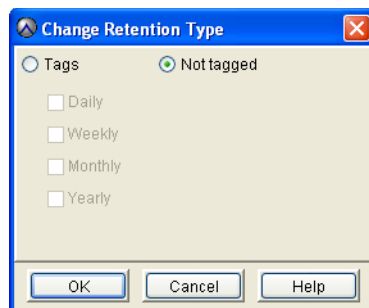 Change Retention Type
Tags Not tagged
Daily
Weekly
Monthly
Yearly
OK Cancel Help